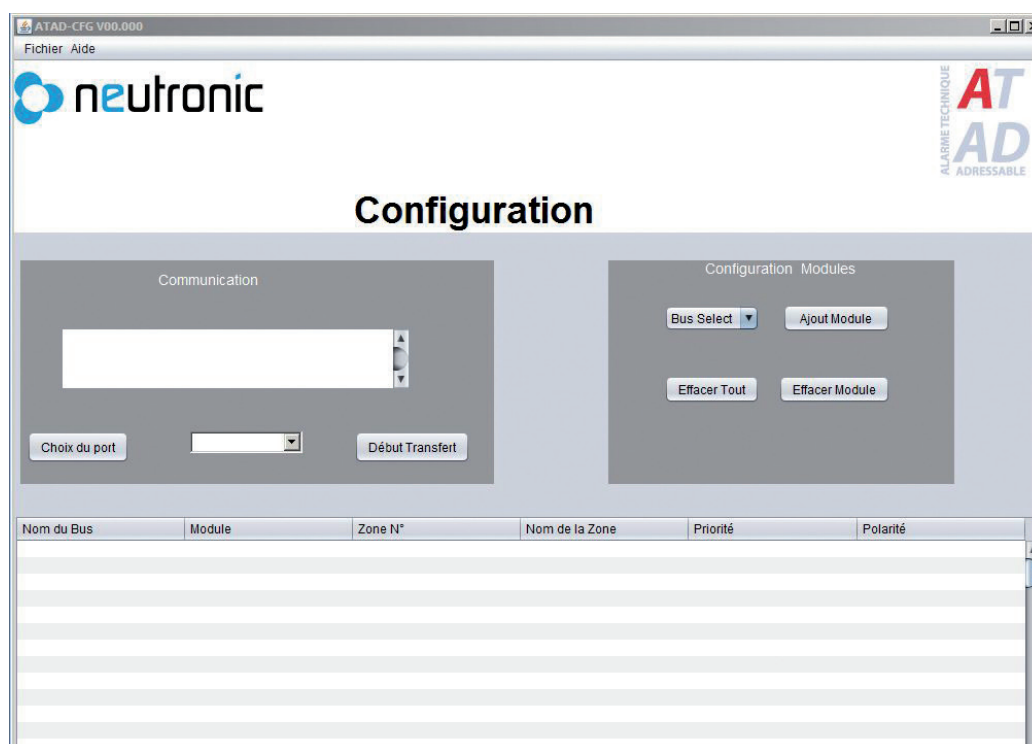 ATAD-CFG V00.000
Fichier Aide
neutronic
ALARME TECHNIQUE
AT
AD
ADRESSABLE
Configuration
Communication
Configuration Modules
Bus Select
Ajout Module
Effacer Tout
Effacer Module
Choix du port
Début Transfert
Nom du Bus
Module
Zone N°
Nom de la Zone
Priorité
Polarité